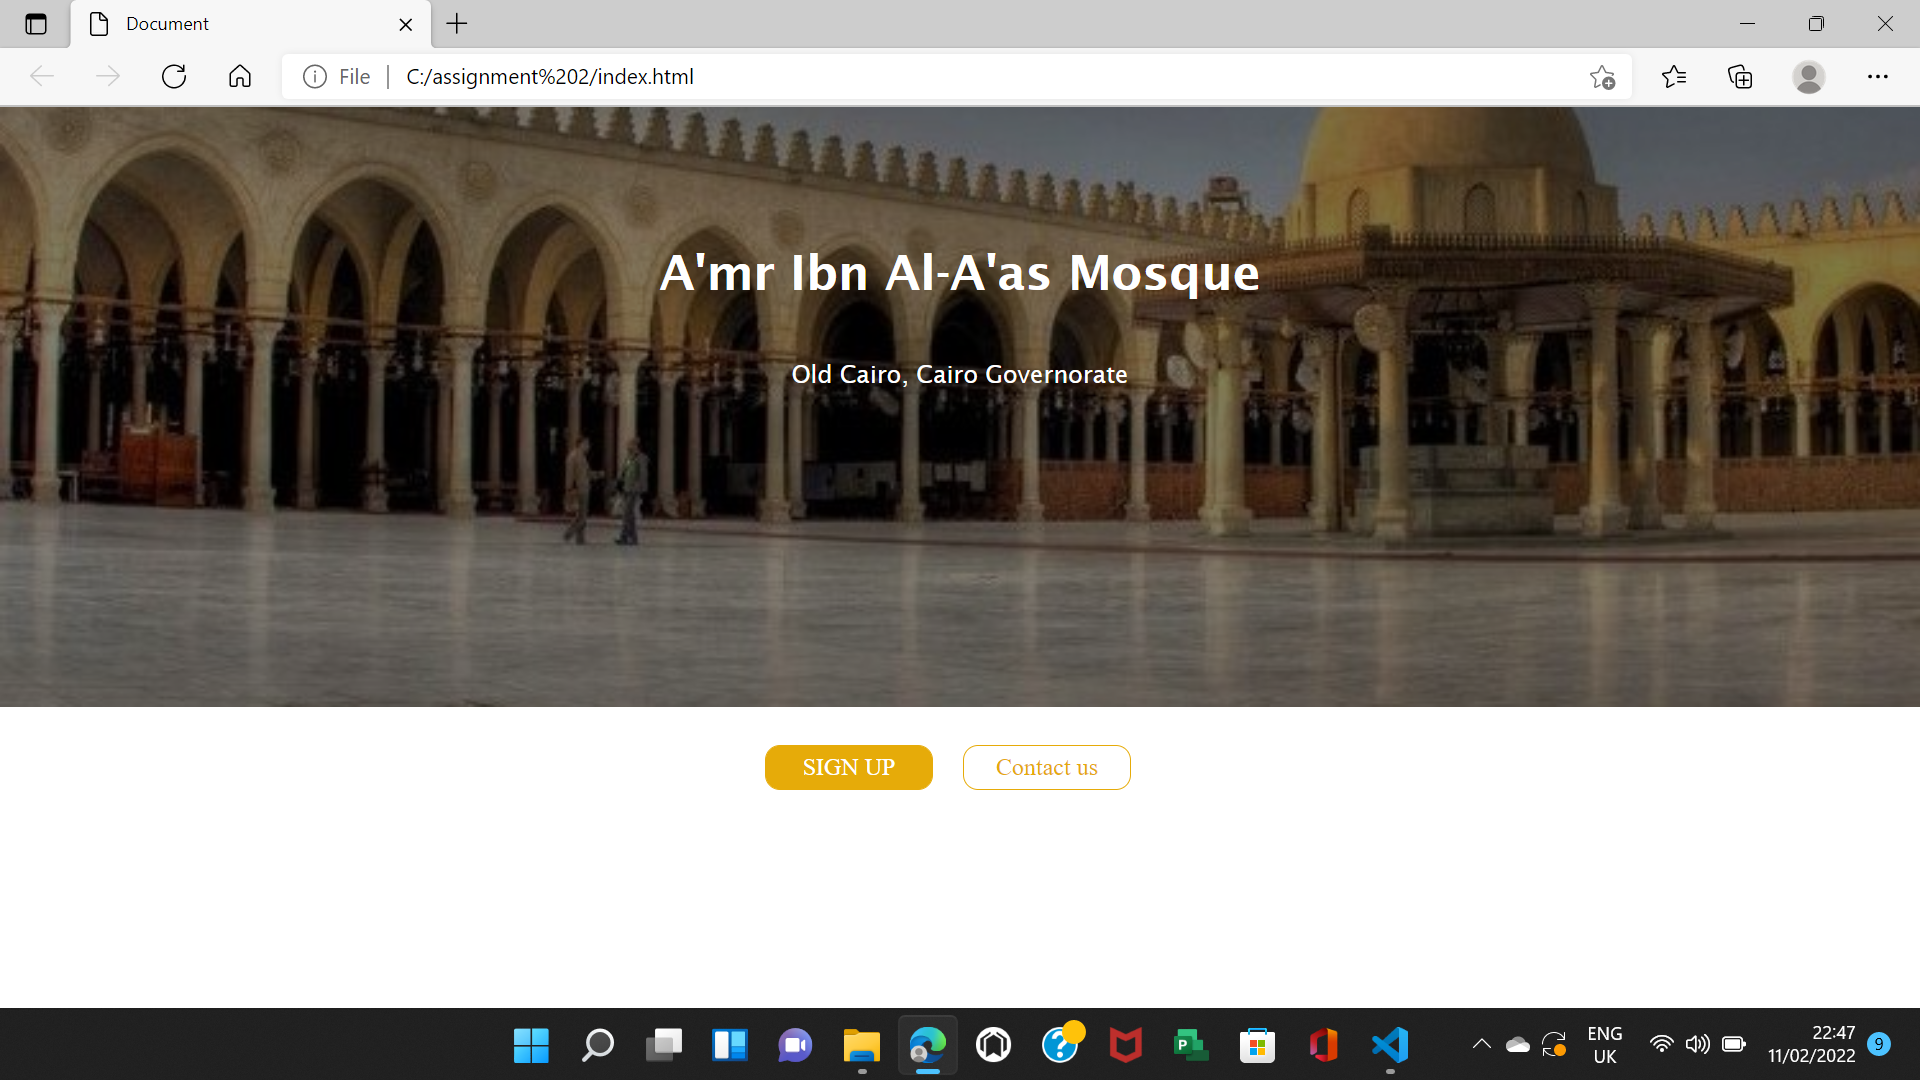 Document
File
C:/assignment%202/index.html
A'mr Ibn Al-A'as Mosque
Old Cairo, Cairo Governorate
SIGN UP
Contact us
P
ENG
UK
22:47
11/02/2022
9